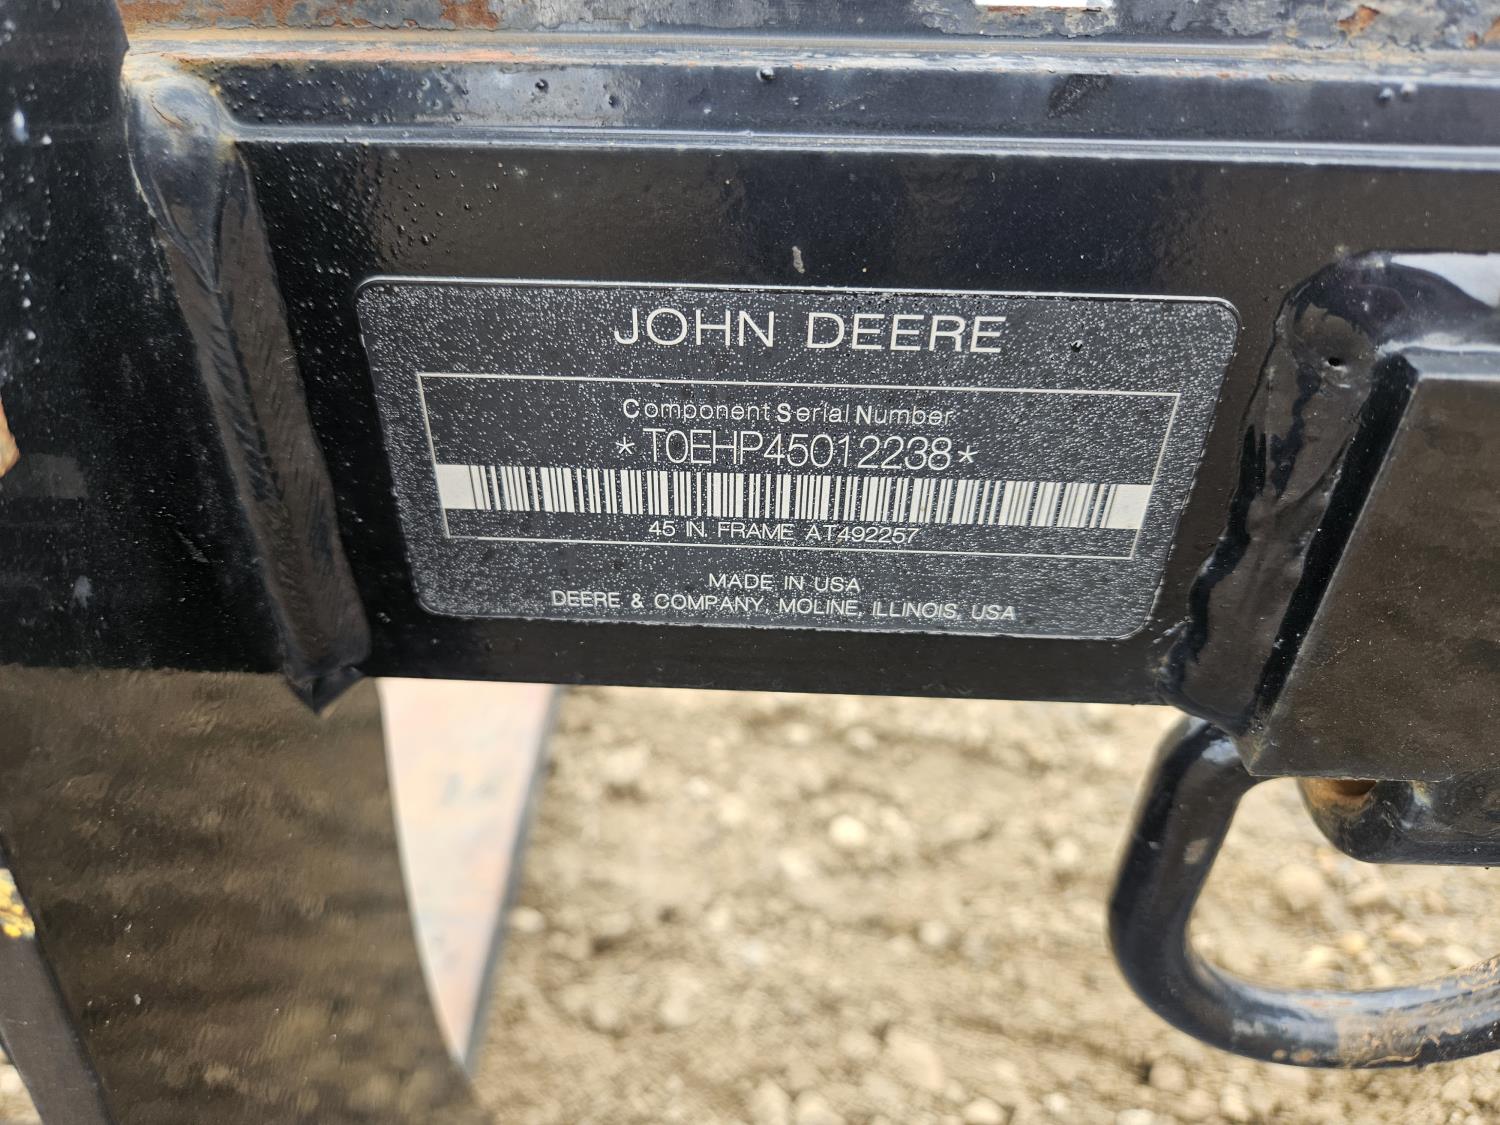 JOHN DEERE
Component Serial Number
*T0EHP45012238*
45 IN. FRAME AT492257
MADE IN USA
DEERE & COMPANY, MOLINE, ILLINOIS, USA